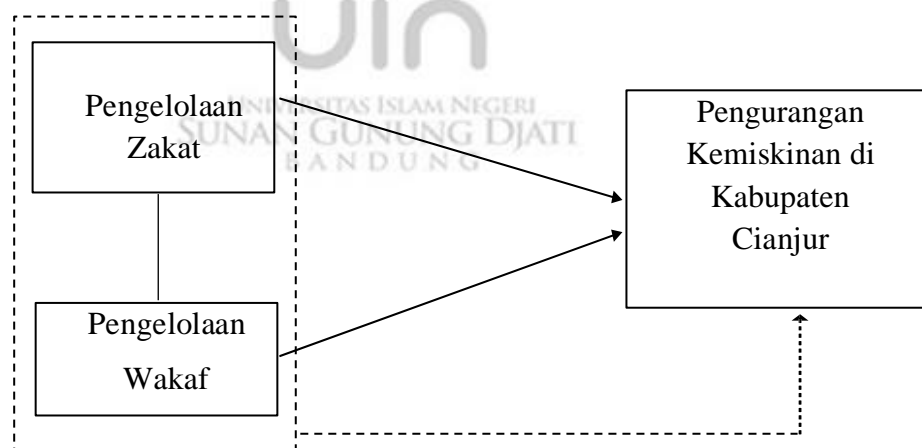 uin
UNIVERSITAS ISLAM NEGERI
SUNAN GUNUNG DJATI
BANDUNG
Pengelolaan
Zakat
Pengelolaan
Wakaf
Pengurangan
Kemiskinan di
Kabupaten
Cianjur